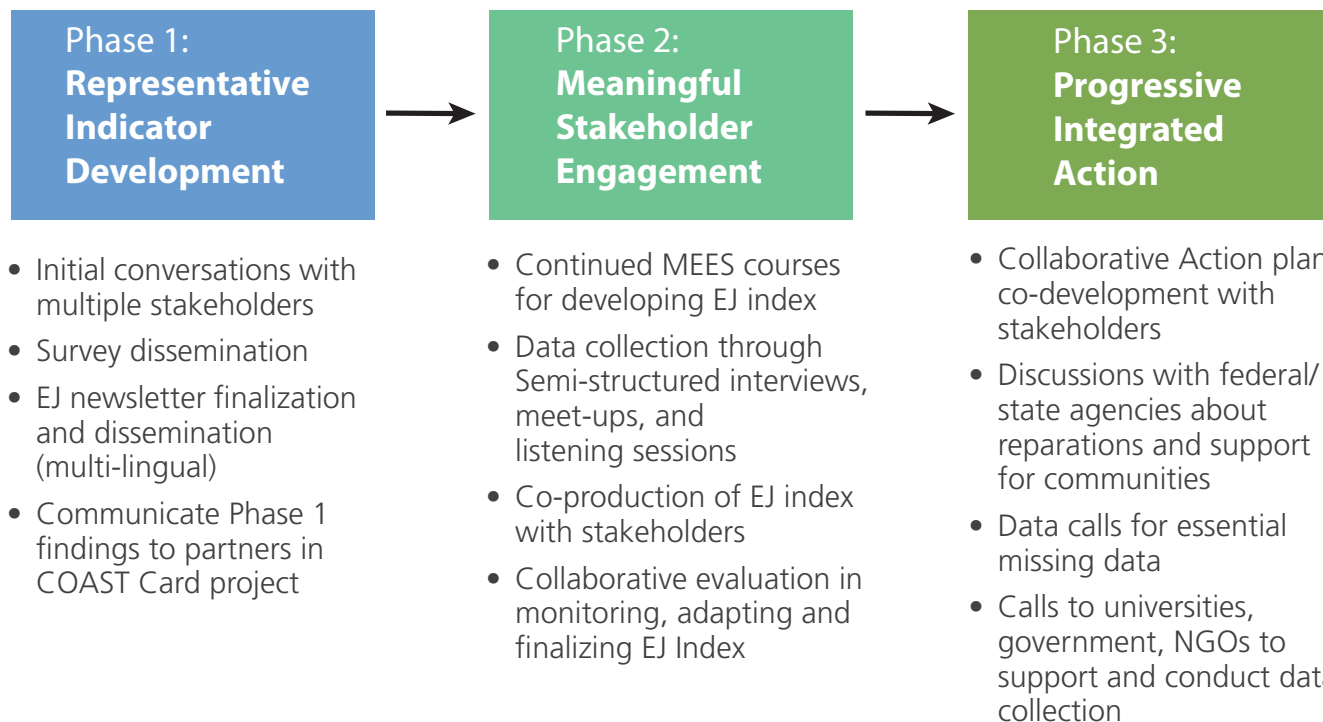 Phase 1:
Representative
Indicator
Development
• Initial conversations with
multiple stakeholders
• Survey dissemination
• EJ newsletter finalization
and dissemination
(multi-lingual)
• Communicate Phase 1
findings to partners in
COAST Card project
Phase 2:
Meaningful
Stakeholder
Engagement
• Continued MEES courses
for developing EJ index
• Data collection through
Semi-structured interviews,
meet-ups, and
listening sessions
• Co-production of EJ index
with stakeholders
• Collaborative evaluation in
monitoring, adapting and
finalizing EJ Index
Phase 3:
Progressive
Integrated
Action
• Collaborative Action plan
co-development with
stakeholders
• Discussions with federal/
state agencies about
reparations and support
for communities
• Data calls for essential
missing data
• Calls to universities,
government, NGOs to
support and conduct data
collection